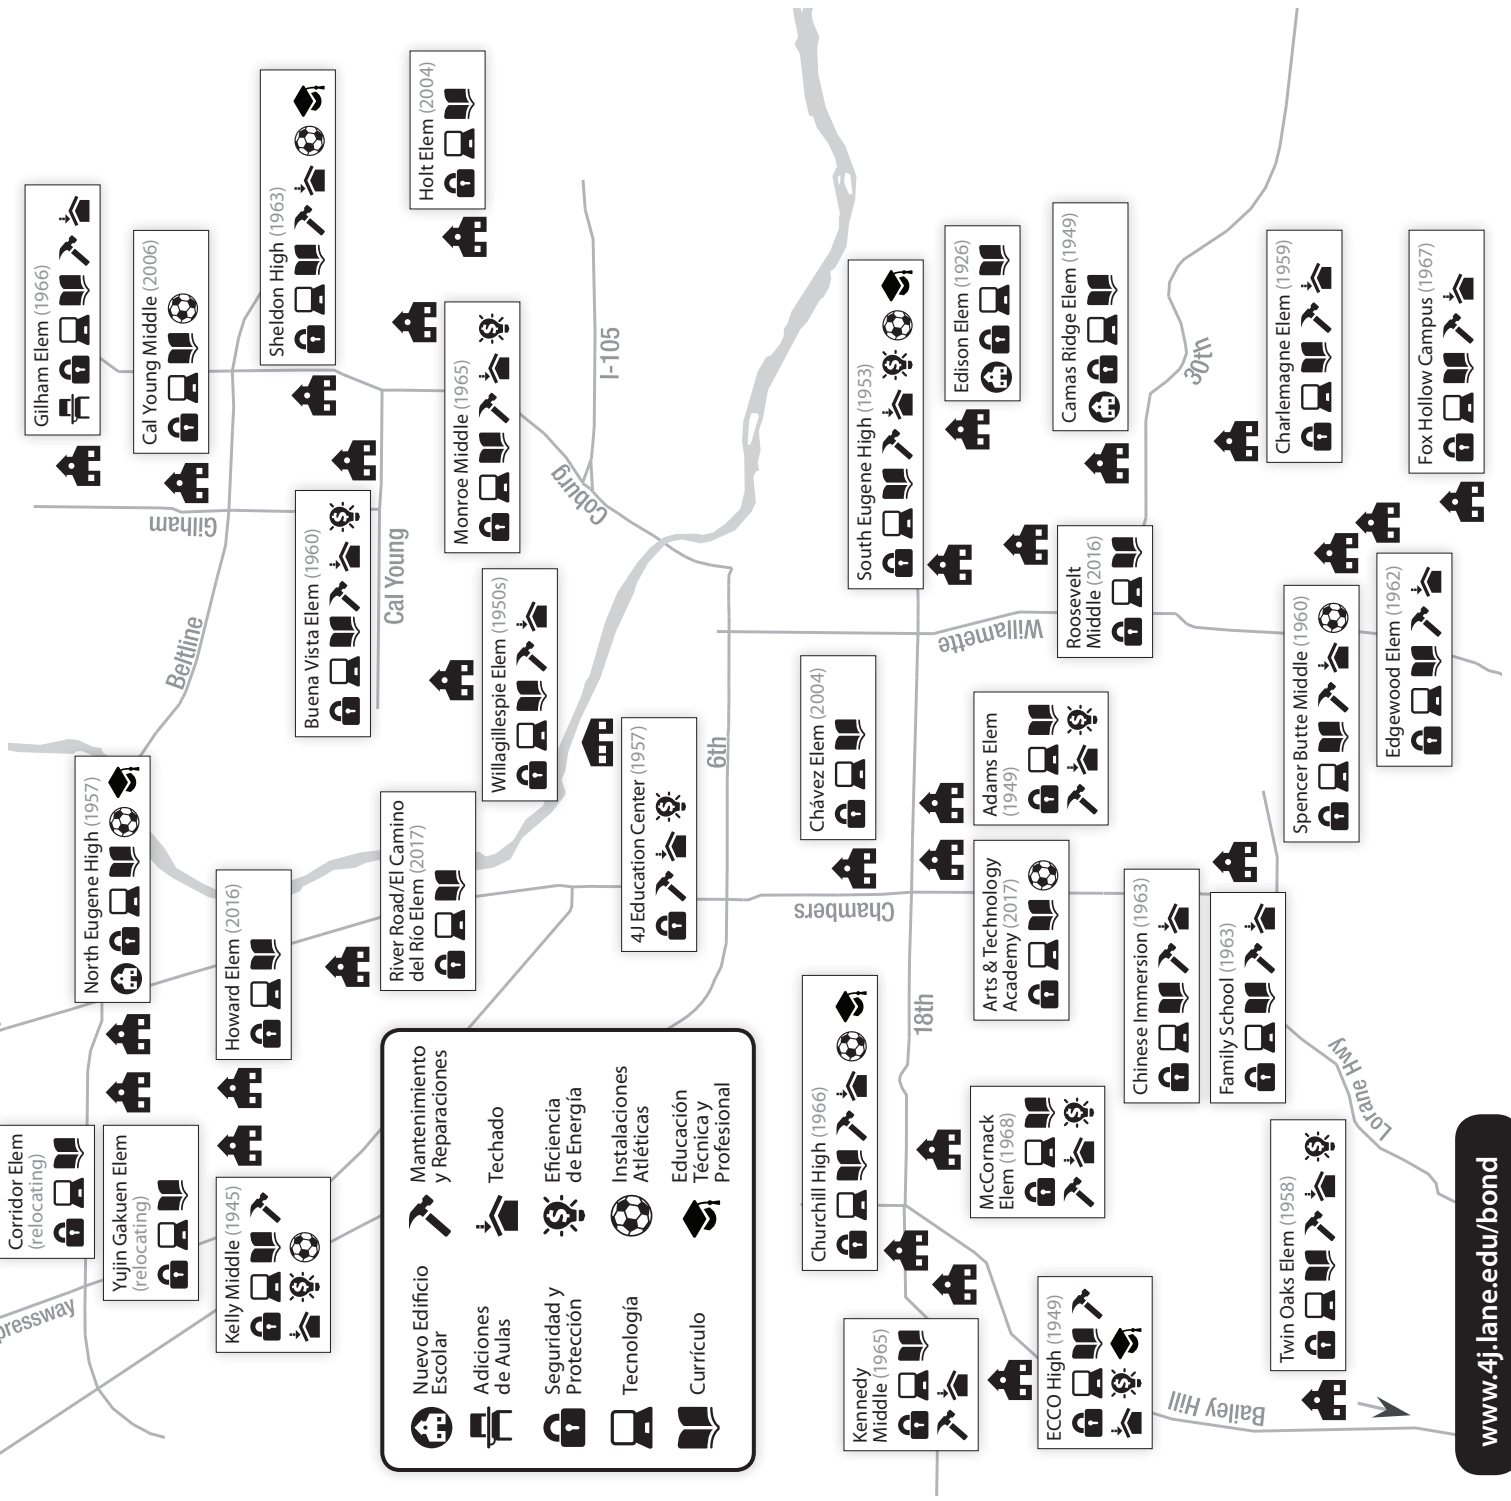 Corridor Elem
(relocating)
Yujin Gakuen Elem
(relocating)
Kelly Middle (1945)
North Eugene High (1957)
Howard Elem (2016)
River Road/El Camino
del Río Elem (2017)
Gilham Elem (1966)
Cal Young Middle (2006)
Sheldon High (1963)
Holt Elem (2004)
Buena Vista Elem (1960)
Monroe Middle (1965)
Willagillespie Elem (1950s)
4J Education Center (1957)
pressway
Beltline
Gilham
Cal Young
Coburg
I-105
6th
Nuevo Edificio
Escolar
Adiciones
de Aulas
Seguridad y
Protección
Tecnología
Currículo
Mantenimiento
y Reparaciones
Techado
Eficiencia
de Energía
Instalaciones
Atléticas
Educación
Técnica y
Profesional
Churchill High (1966)
Kennedy
Middle (1965)
ECCO High (1949)
McCormack
Elem (1968)
Twin Oaks Elem (1958)
Chávez Elem (2004)
Arts & Technology
Academy (2017)
Adams Elem
(1949)
Chinese Immersion (1963)
Family School (1963)
South Eugene High (1953)
Edison Elem (1926)
Camas Ridge Elem (1949)
Roosevelt
Middle (2016)
Charlemagne Elem (1959)
Fox Hollow Campus (1967)
Spencer Butte Middle (1960)
Edgewood Elem (1962)
Chambers
18th
Willamette
30th
Lorane Hwy
Bailey Hill
www.4j.lane.edu/bond